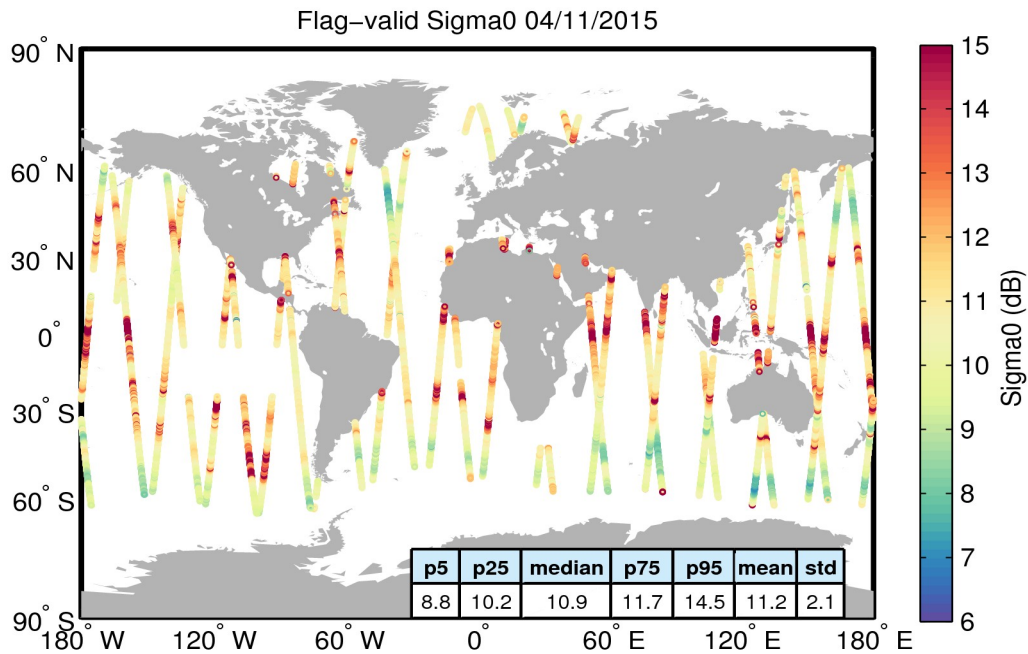 Flag−valid Sigma0 04/11/2015
90° N
60° N
30° N
0°
30° S
60° S
90° S
180° W
120° W
60° W
0°
60° E
120° E
180° E
15
14
13
12
11
10
9
8
7
6
Sigma0 (dB)
p5 p25 median p75 p95 mean std
8.8 10.2 10.9 11.7 14.5 11.2 2.1